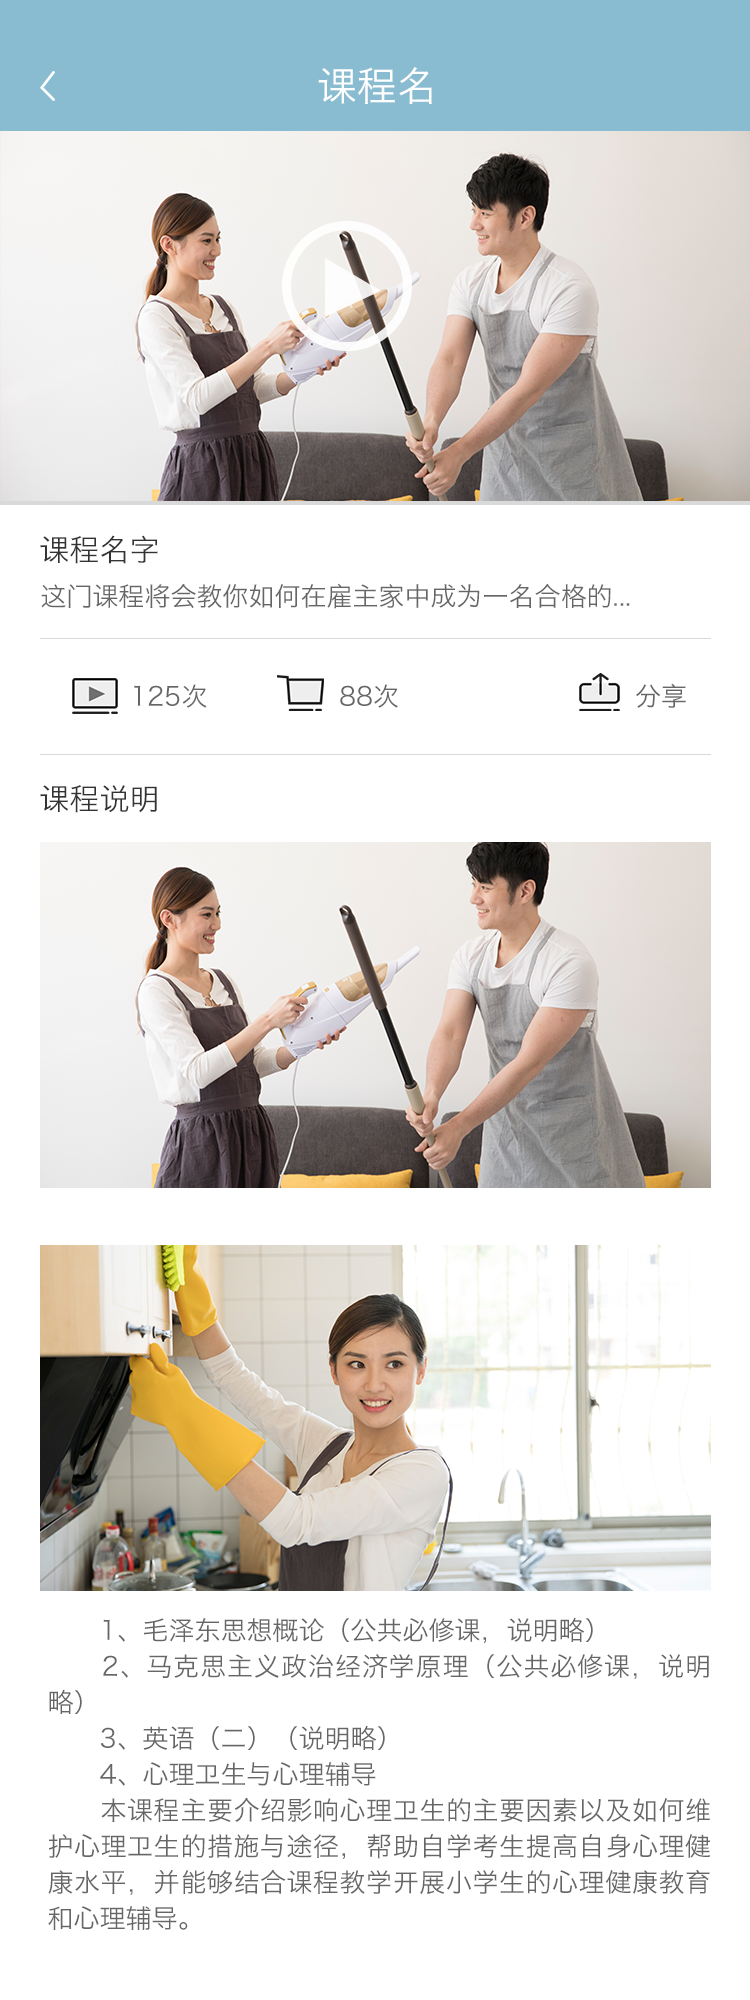 课程名
课程名字
这门课程将会教你如何在雇主家中成为一名合格的...
125次 88次 分享
课程说明
1、毛泽东思想概论（公共必修课，说明略）
2、马克思主义政治经济学原理（公共必修课，说明
略）
3、英语（二）（说明略）
4、心理卫生与心理辅导
本课程主要介绍影响心理卫生的主要因素以及如何维
护心理卫生的措施与途径，帮助自学考生提高自身心理健
康水平，并能够结合课程教学开展小学生的心理健康教育
和心理辅导。